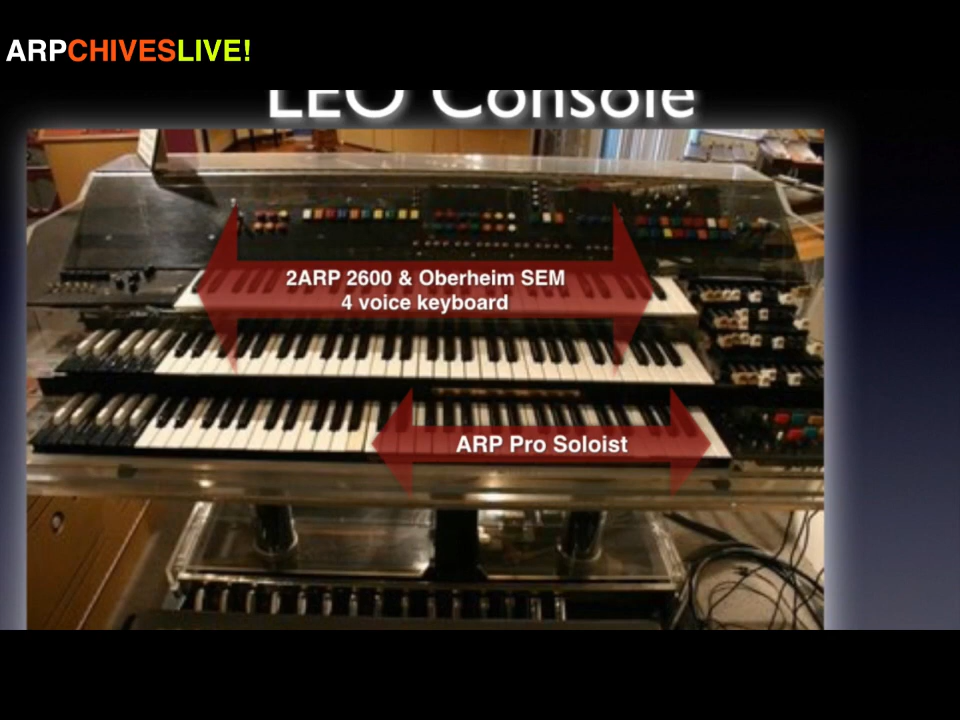 ARPCHIVESLIVE!
LEO Console
2ARP 2600 & Oberheim SEM
4 voice keyboard
ARP Pro Soloist